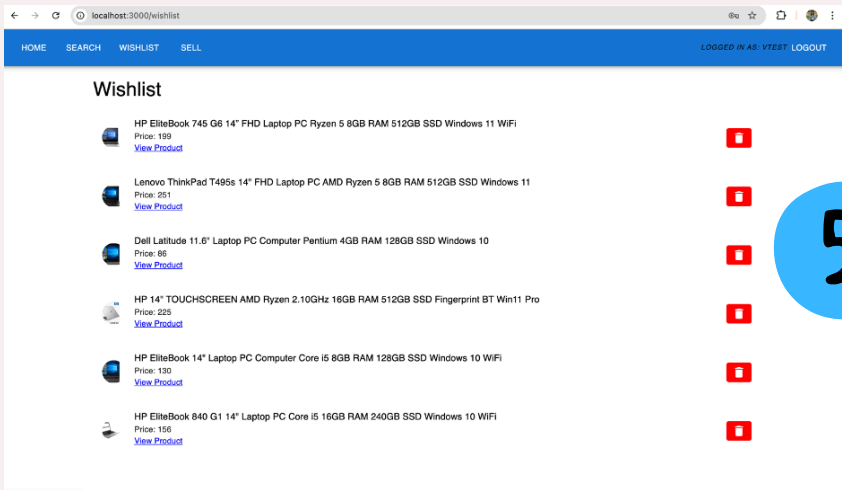 localhost:3000/wishlist
HOME SEARCH WISHLIST SELL LOGGED IN AS: VTEST LOGOUT
Wishlist
HP EliteBook 745 G6 14" FHD Laptop PC Ryzen 5 8GB RAM 512GB SSD Windows 11 WiFi
Price: 199
View Product
Lenovo ThinkPad T495s 14" FHD Laptop PC AMD Ryzen 5 8GB RAM 512GB SSD Windows 11
Price: 251
View Product
Dell Latitude 11.6" Laptop PC Computer Pentium 4GB RAM 128GB SSD Windows 10
Price: 86
View Product
HP 14" TOUCHSCREEN AMD Ryzen 2.10GHz 16GB RAM 512GB SSD Fingerprint BT Win11 Pro
Price: 225
View Product
HP EliteBook 14" Laptop PC Computer Core i5 8GB RAM 128GB SSD Windows 10 WiFi
Price: 130
View Product
HP EliteBook 840 G1 14" Laptop PC Core i5 16GB RAM 240GB SSD Windows 10 WiFi
Price: 156
View Product